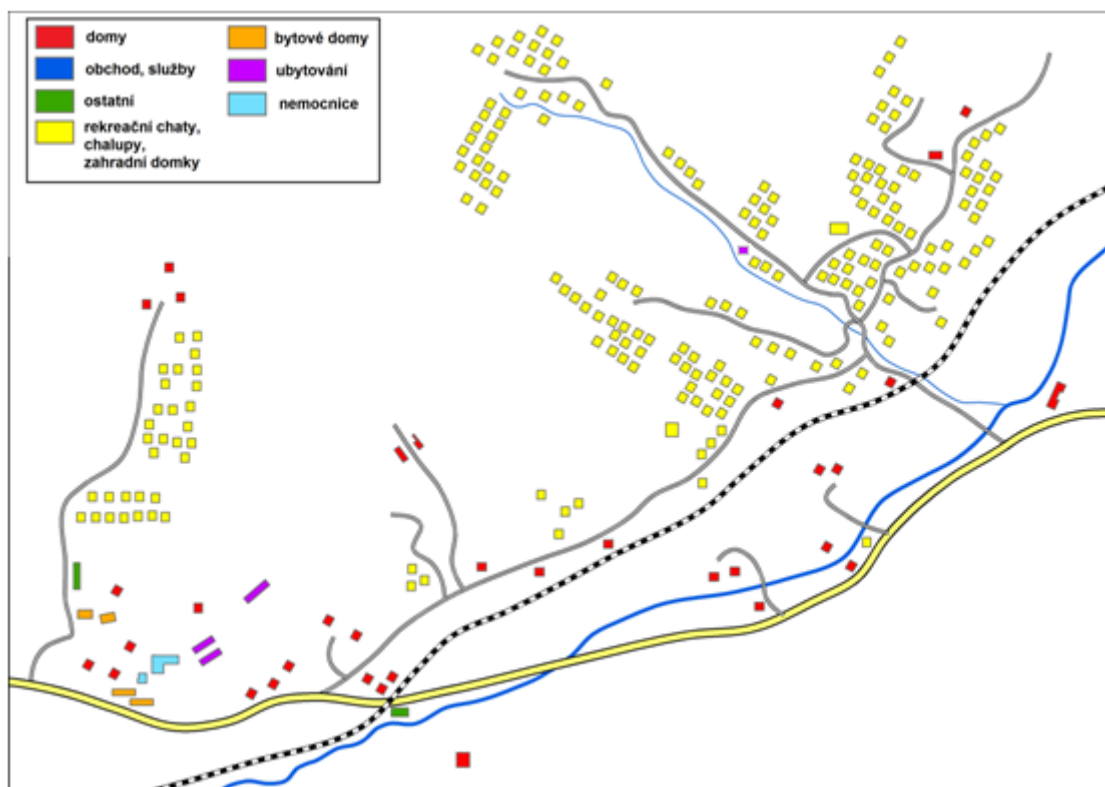 domy
obchod, služby
ostatní
rekreační chaty,
chalupy,
zahradní domky
bytové domy
ubytování
nemocnice